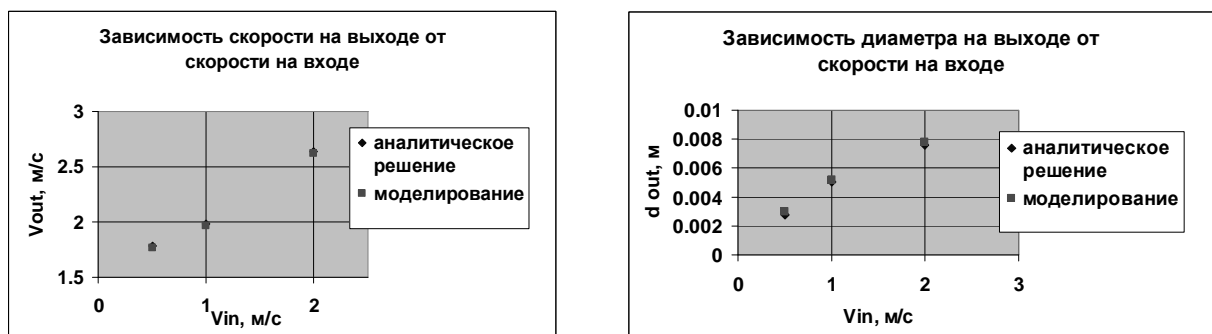 Зависимость скорости на выходе от
скорости на входе
3
2.5
2
1.5
Vout, м/с
0
1
2
Vin, м/с
аналитическое
решение
моделирование
Зависимость диаметра на выходе от
скорости на входе
0.01
0.008
0.006
0.004
0.002
0
d out, м
0
1
2
3
Vin, м/с
аналитическое
решение
моделирование